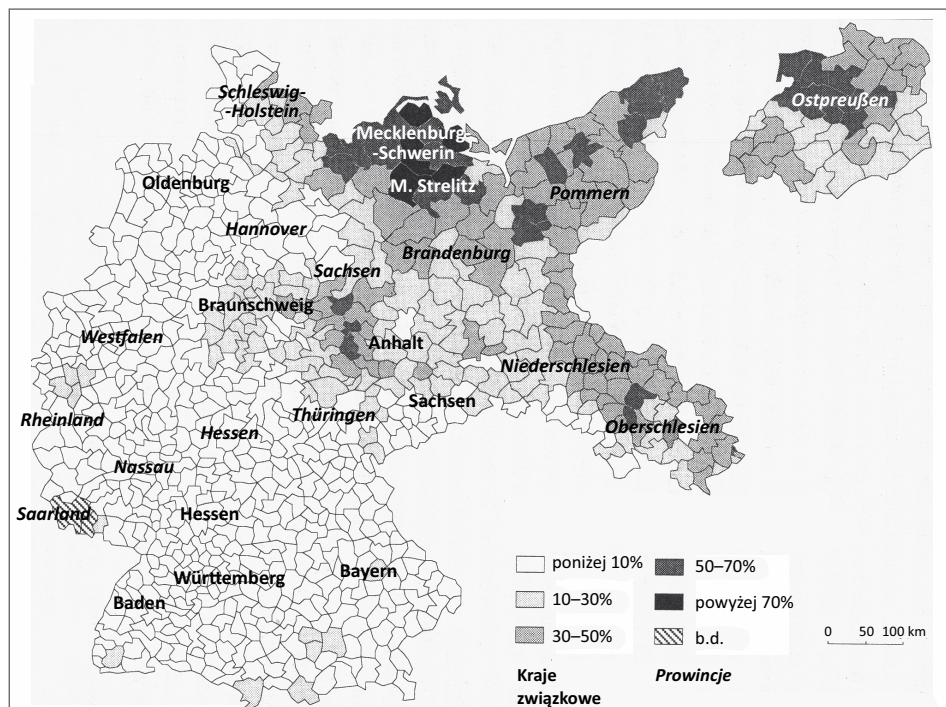 Schleswig-
-Holstein
Mecklenburg-
-Schwerin
Ostpreußen
Oldenburg
M. Strelitz
Pommern
Hannover
Brandenburg
Sachsen
Braunschweig
Westfalen
Anhalt
Niederschlesien
Rheinland
Thüringen
Sachsen
Hessen
Oberschlesien
Nassau
Saarland
Hessen
Württemberg
Bayern
Baden
poniżej 10%
10–30%
30–50%
50–70%
powyżej 70%
b.d.
0 50 100 km
Kraje
związkowe
Prowincje